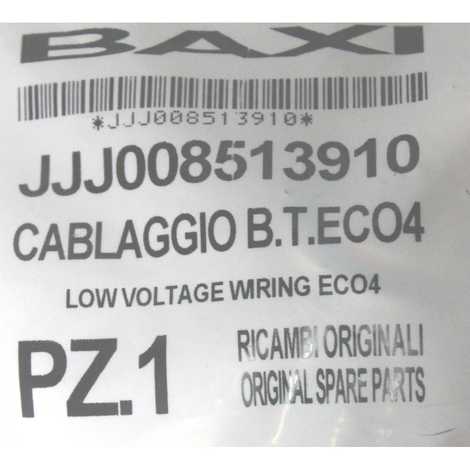 BAXI
*JJJ008513910*
JJJ008513910
CABLAGGIO B.T.ECO4
LOW VOLTAGE WIRING ECO4
PZ.1
RICAMBI ORIGINALI
ORIGINAL SPARE PARTS